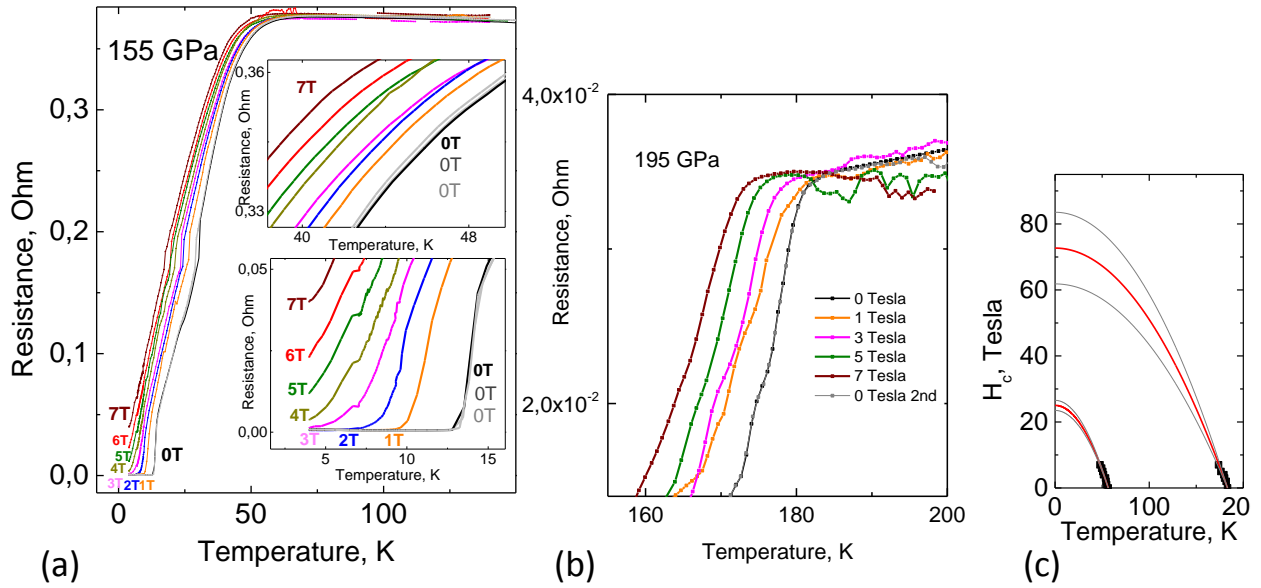 155 GPa
Resistance, Ohm
0,3
0,2
0,1
0,0
7T
6T
5T
4T
3T
2T
1T
0T
0
50
100
Temperature, K
(a)
0,36
0,33
Resistance, Ohm
7T
0T
0T
0T
40
48
Temperature, K
0,05
0,00
Resistance, Ohm
7T
6T
5T
4T
3T
2T
1T
0T
0T
0T
5
10
15
Temperature, K
4,0x10-2
2,0x10-2
Resistance, Ohm
195 GPa
0 Tesla
1 Tesla
3 Tesla
5 Tesla
7 Tesla
0 Tesla 2nd
160
180
200
Temperature, K
(b)
Hc, Tesla
80
60
40
20
0
0
100
20
Temperature, K
(c)